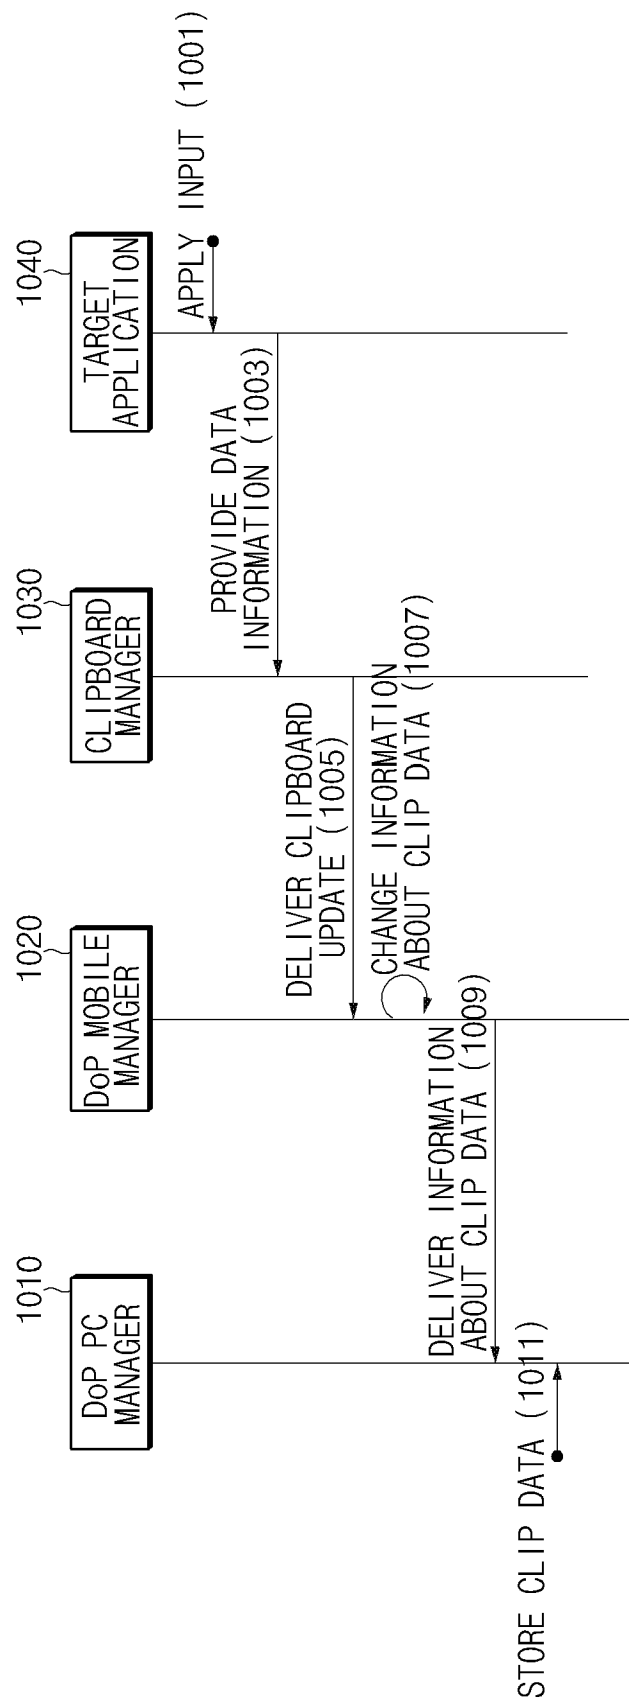 1010
DoP PC
MANAGER
1020
DoP MOBILE
MANAGER
1030
CLIPBOARD
MANAGER
1040
TARGET
APPLICATION
APPLY INPUT (1001)
PROVIDE DATA
INFORMATION (1003)
DELIVER CLIPBOARD
UPDATE (1005)
CHANGE INFORMATION
ABOUT CLIP DATA (1007)
DELIVER INFORMATION
ABOUT CLIP DATA (1009)
STORE CLIP DATA (1011)